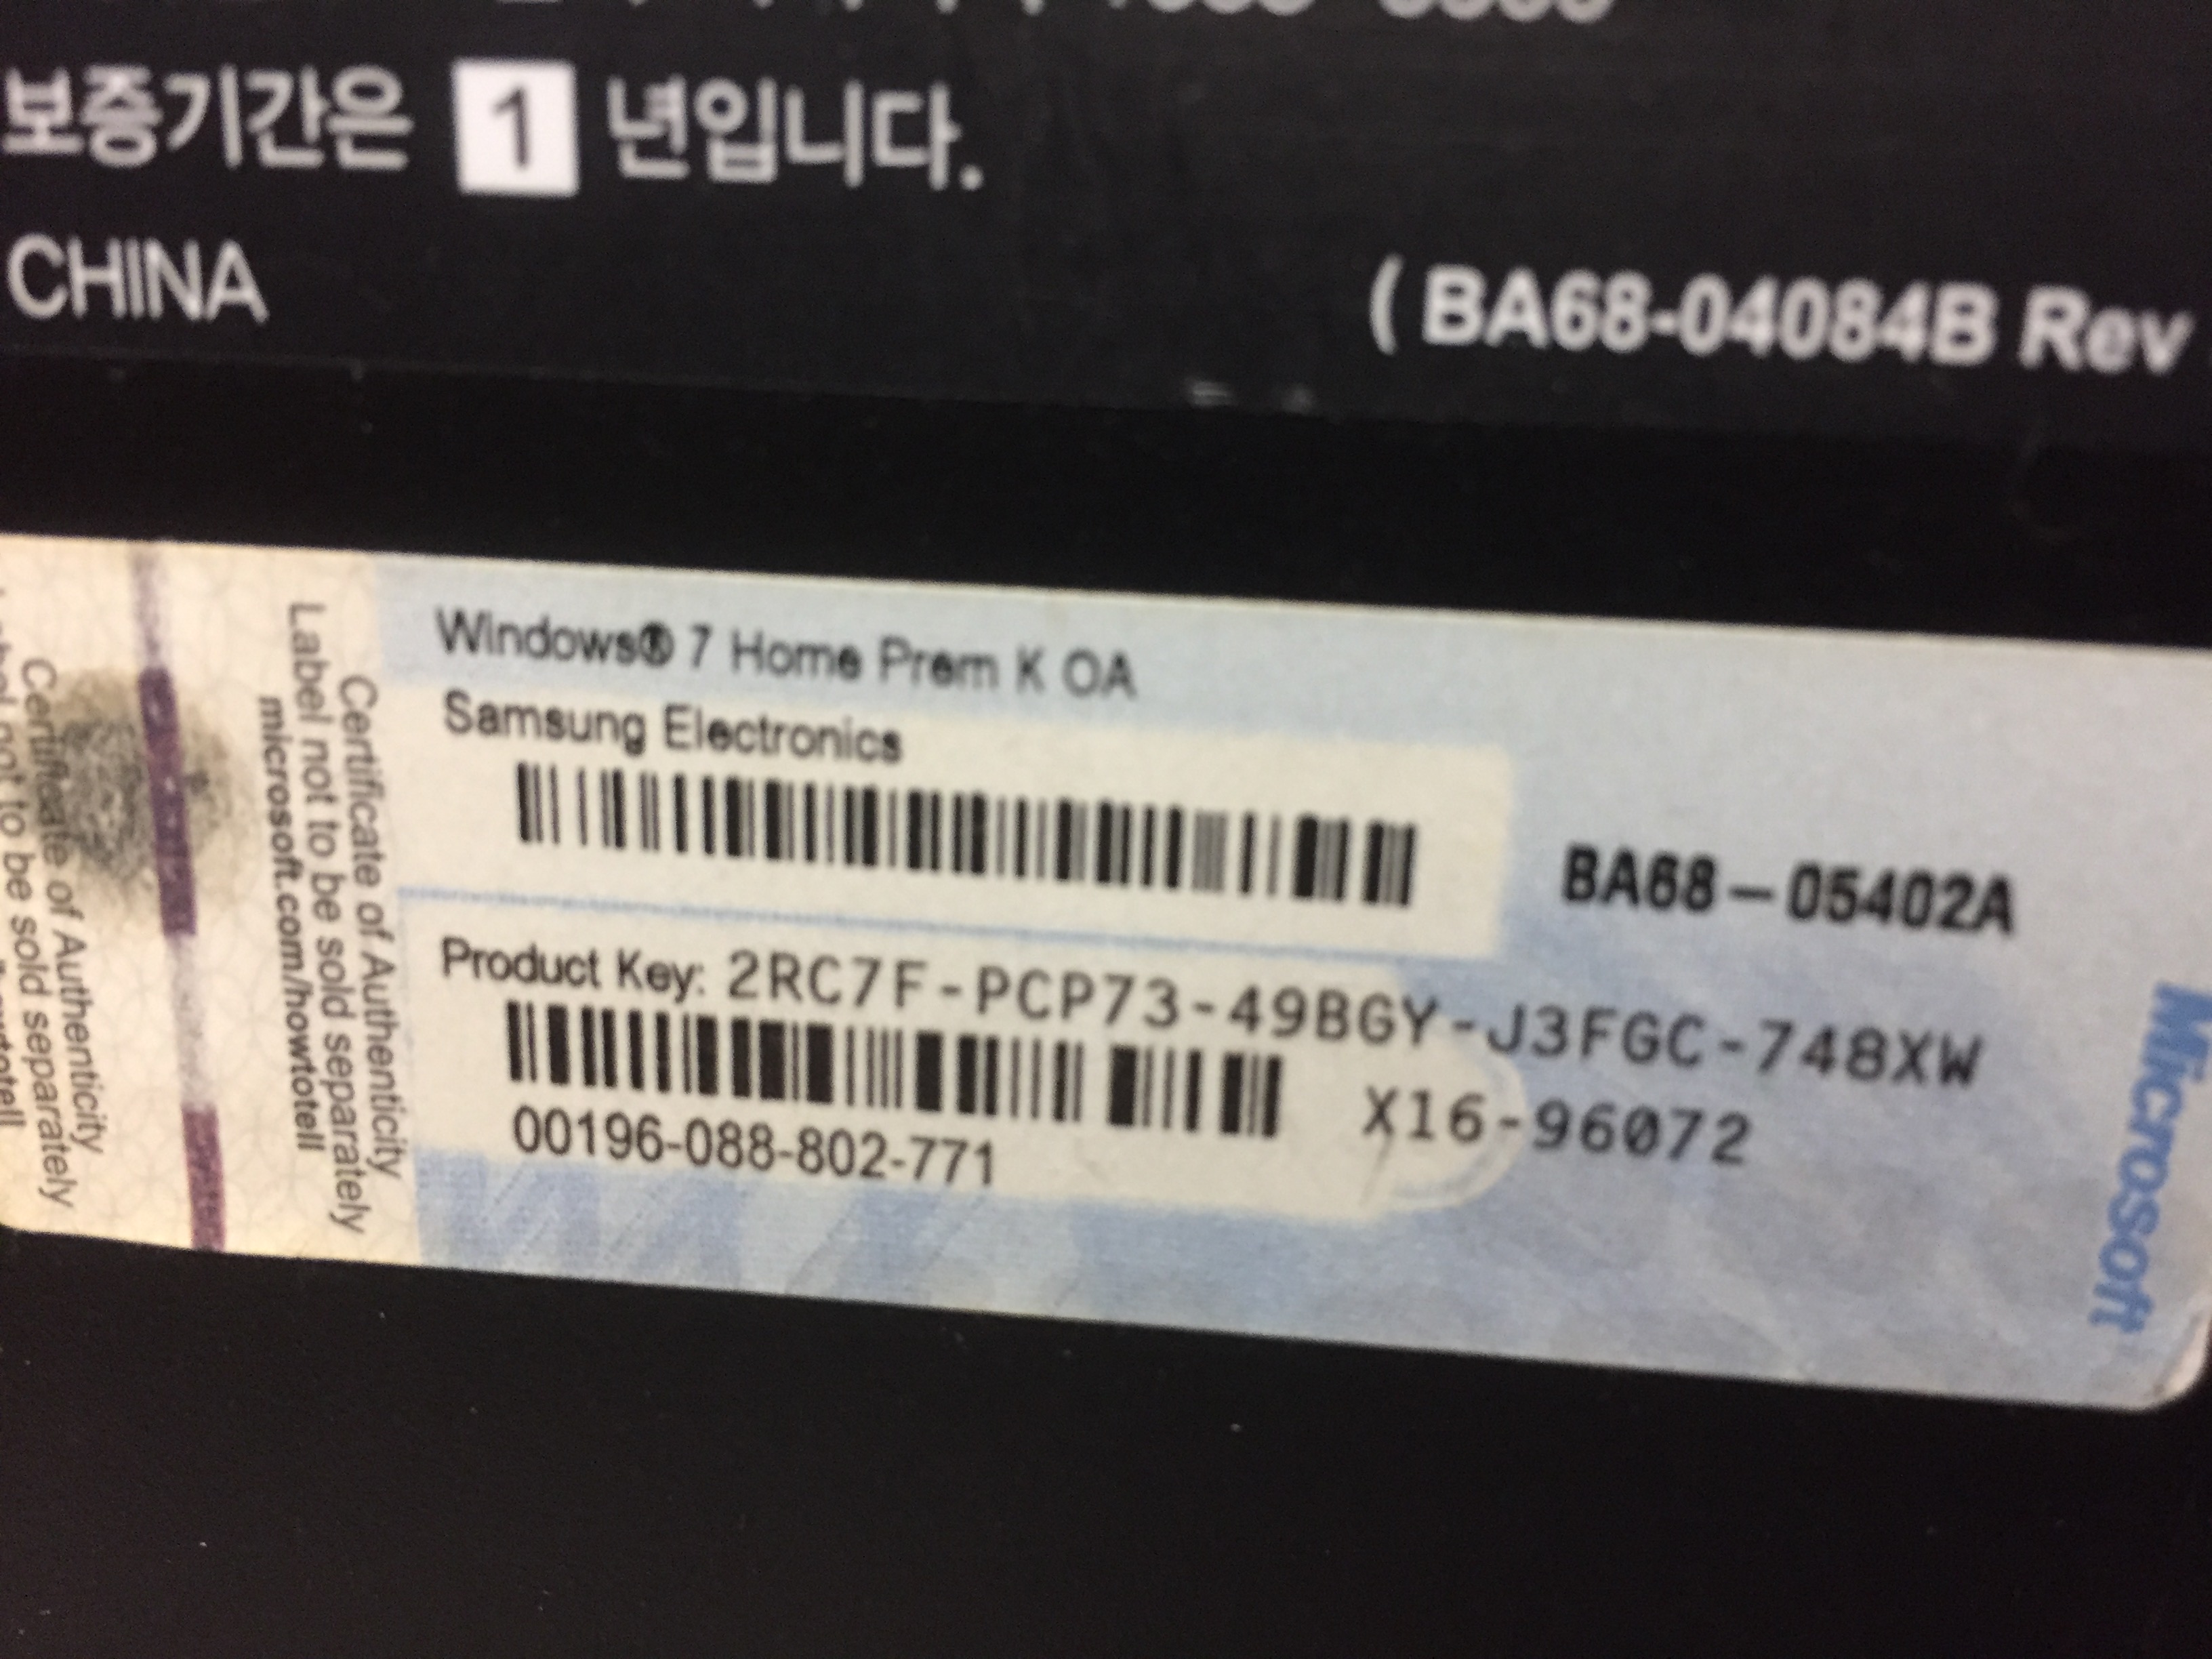 보증기간은 1 년입니다.
CHINA
( BA68-04084B Rev
Windows® 7 Home Prem K OA
Samsung Electronics
BA68-05402A
Product Key: 2RC7F-PCP73-49BGY-J3FGC-748XW
X16-96072
00196-088-802-771
Certificate of Authenticity
Label not to be sold separately
microsoft.com/howtotell
Certificate of Authenticity
not to be sold separately
Microsoft